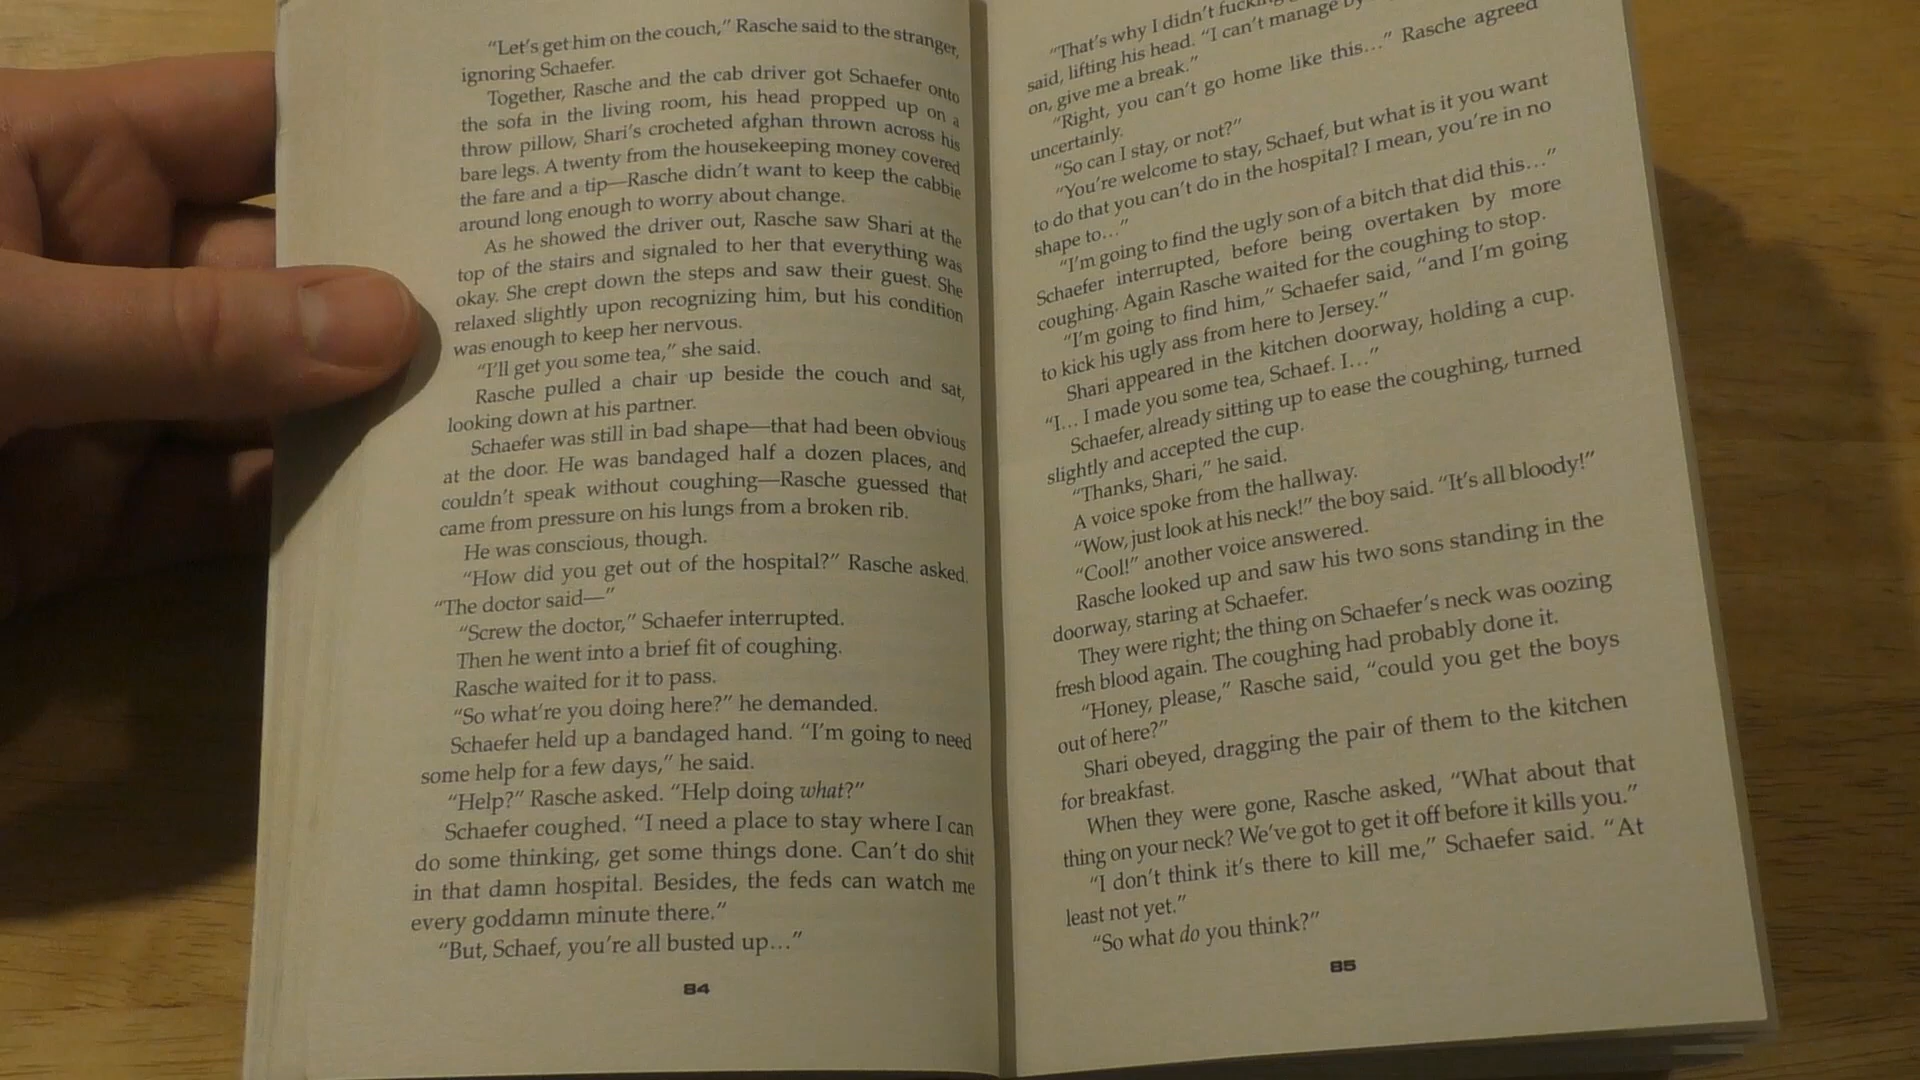 “Let’s get him on the couch,” Rasche said to the stranger,
ignoring Schaefer.
Together, Rasche and the cab driver got Schaefer onto
the sofa in the living room, his head propped up on a
throw pillow, Shari’s crocheted afghan thrown across his
bare legs. A twenty from the housekeeping money covered
the fare and a tip—Rasche didn’t want to keep the cabbie
around long enough to worry about change.
As he showed the driver out, Rasche saw Shari at the
top of the stairs and signaled to her that everything was
okay. She crept down the steps and saw their guest. She
relaxed slightly upon recognizing him, but his condition
was enough to keep her nervous.
“I’ll get you some tea,” she said.
Rasche pulled a chair up beside the couch and sat,
looking down at his partner.
Schaefer was still in bad shape—that had been obvious
at the door. He was bandaged half a dozen places, and
couldn’t speak without coughing—Rasche guessed that
came from pressure on his lungs from a broken rib.
He was conscious, though.
“How did you get out of the hospital?” Rasche asked.
“The doctor said—”
“Screw the doctor,” Schaefer interrupted.
Then he went into a brief fit of coughing.
Rasche waited for it to pass.
“So what’re you doing here?” he demanded.
Schaefer held up a bandaged hand. “I’m going to need
some help for a few days,” he said.
“Help?” Rasche asked. “Help doing what?”
Schaefer coughed. “I need a place to stay where I can
do some thinking, get some things done. Can’t do shit
in that damn hospital. Besides, the feds can watch me
every goddamn minute there.”
“But, Schaef, you’re all busted up…”
84
“That’s why I didn’t
said, lifting his head. “I can’t manage
on, give me a break.”
“Right, you can’t go home like this…” Rasche agreed
uncertainly.
“So can I stay, or not?”
“You’re welcome to stay, Schaef, but what is it you want
to do that you can’t do in the hospital? I mean, you’re in no
shape to…”
“I’m going to find the ugly son of a bitch that did this…”
Schaefer interrupted, before being overtaken by more
coughing. Again Rasche waited for the coughing to stop.
“I’m going to find him,” Schaefer said, “and I’m going
to kick his ugly ass from here to Jersey.”
Shari appeared in the kitchen doorway, holding a cup.
“I… I made you some tea, Schaef. I…”
Schaefer, already sitting up to ease the coughing, turned
slightly and accepted the cup.
“Thanks, Shari,” he said.
A voice spoke from the hallway.
“Wow, just look at his neck!” the boy said. “It’s all bloody!”
“Cool!” another voice answered.
Rasche looked up and saw his two sons standing in the
doorway, staring at Schaefer.
They were right; the thing on Schaefer’s neck was oozing
fresh blood again. The coughing had probably done it.
“Honey, please,” Rasche said, “could you get the boys
out of here?”
Shari obeyed, dragging the pair of them to the kitchen
for breakfast.
When they were gone, Rasche asked, “What about that
thing on your neck? We’ve got to get it off before it kills you.”
“I don’t think it’s there to kill me,” Schaefer said. “At
least not yet.”
“So what do you think?”
85